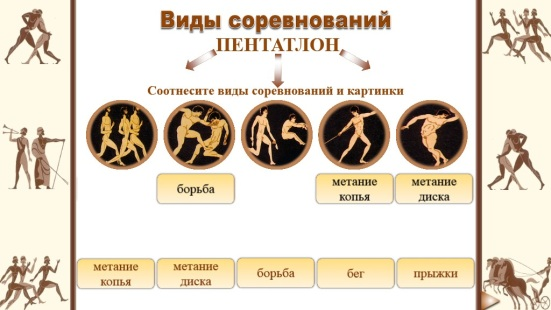 Виды соревнований
ПЕНТАТЛОН
Соотнесите виды соревнований и картинки
борьба
метание
копья
метание
диска
метание
копья
метание
диска
борьба
бег
прыжки